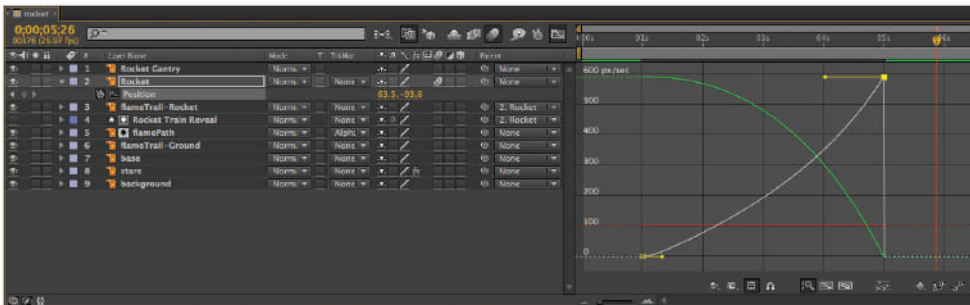 rocket
0;00;05;26
00176 (29.97 fps)
# Layer Name Mode T TrkMat Parent
1 Rocket Gantry Norm. None
2 Rocket Norm. None None
Position 63.5,-93.6
3 flameTrail-Rocket Norm. None 2. Rocket
4 Rocket Train Reveal Norm. None 2. Rocket
5 flamePath Norm. Alpha None
6 flameTrail-Ground Norm. None None
7 base Norm. None None
8 stars Norm. None fx None
9 background Norm. None None
01s 02s 03s 04s 05s
600 px/sec
500
400
300
200
100
0